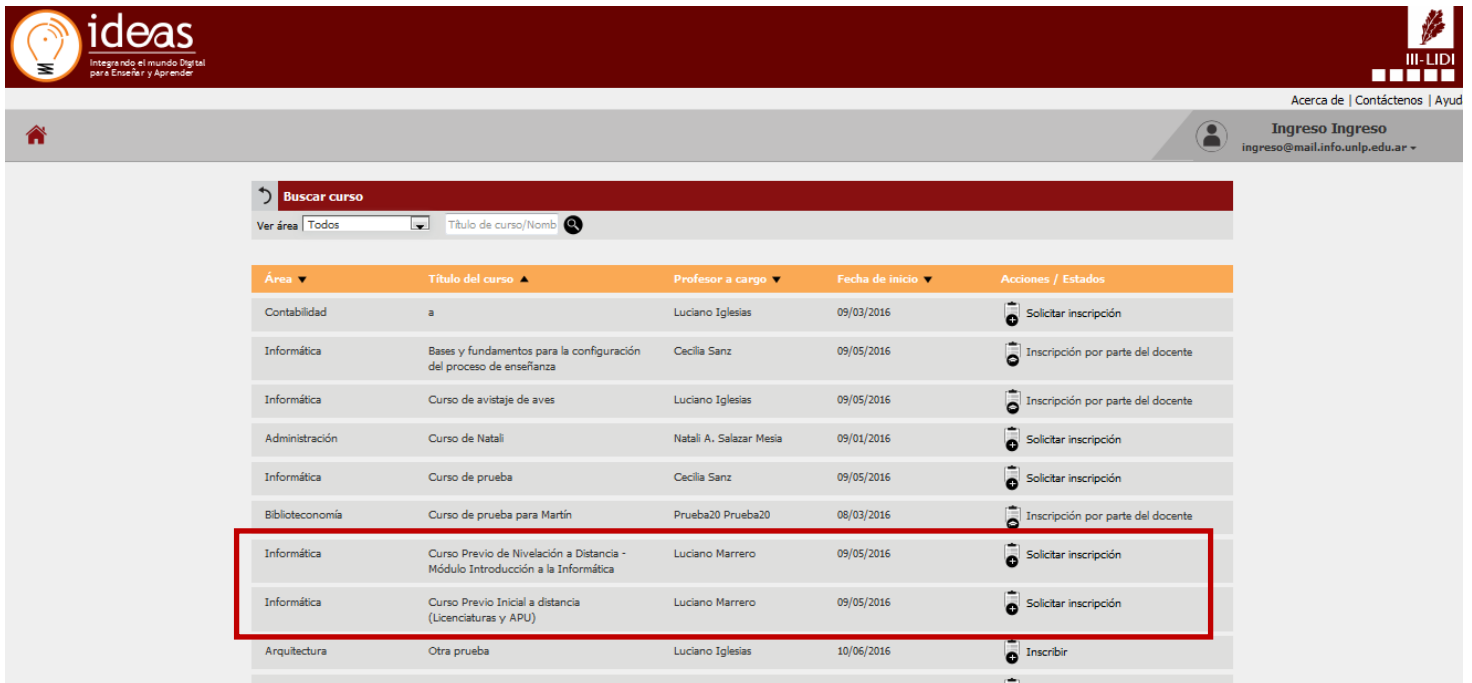 ideas
Integrando el mundo Digital
para Enseñar y Aprender
III-LIDI
Acerca de | Contáctenos | Ayud
Ingreso Ingreso
ingreso@mail.info.unlp.edu.ar
Buscar curso
Ver área Todos Título de curso/Nomb
Área Título del curso Profesor a cargo Fecha de inicio Acciones / Estados
Contabilidad a Luciano Iglesias 09/03/2016 Solicitar inscripción
Informática Bases y fundamentos para la configuración Cecilia Sanz 09/05/2016 Inscripción por parte del docente
del proceso de enseñanza
Informática Curso de avistaje de aves Luciano Iglesias 09/05/2016 Inscripción por parte del docente
Administración Curso de Natali Natali A. Salazar Mesia 09/01/2016 Solicitar inscripción
Informática Curso de prueba Cecilia Sanz 09/05/2016 Solicitar inscripción
Biblioteconomía Curso de prueba para Martín Prueba20 Prueba20 08/03/2016 Inscripción por parte del docente
Informática Curso Previo de Nivelación a Distancia - Luciano Marrero 09/05/2016 Solicitar inscripción
Módulo Introducción a la Informática
Informática Curso Previo Inicial a distancia Luciano Marrero 09/05/2016 Solicitar inscripción
(Licenciaturas y APU)
Arquitectura Otra prueba Luciano Iglesias 10/06/2016 Inscribir